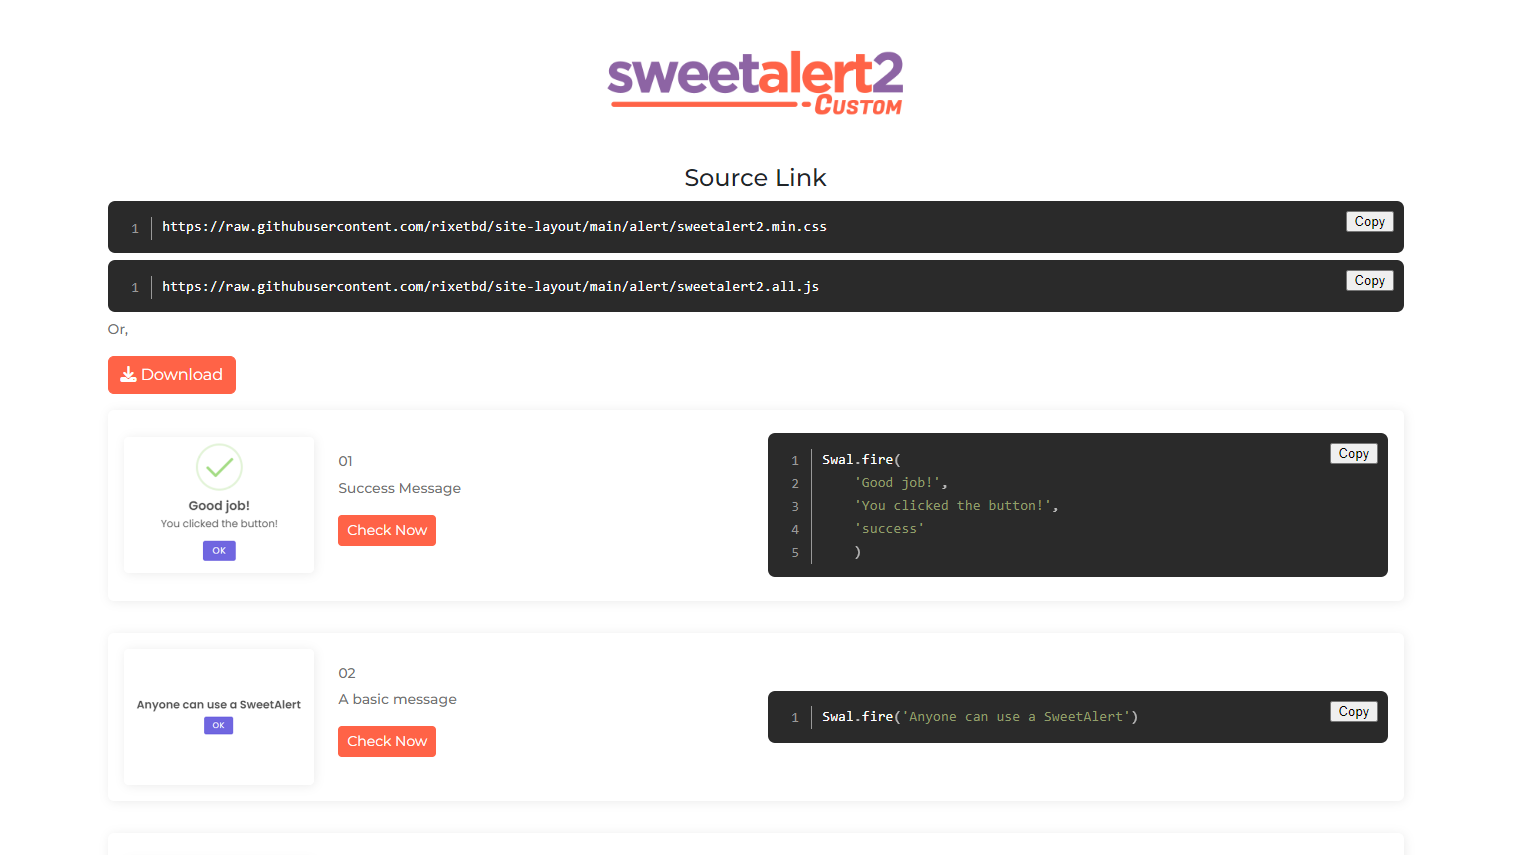 sweetalert2
CUSTOM
Source Link
1 https://raw.githubusercontent.com/rixetbd/site-layout/main/alert/sweetalert2.min.css
Copy
1 https://raw.githubusercontent.com/rixetbd/site-layout/main/alert/sweetalert2.all.js
Copy
Or,
Download
Good job!
You clicked the button!
OK
01
Success Message
Check Now
1 Swal.fire(
2 'Good job!',
3 'You clicked the button!',
4 'success'
5 )
Copy
Anyone can use a SweetAlert
OK
02
A basic message
Check Now
1 Swal.fire('Anyone can use a SweetAlert')
Copy